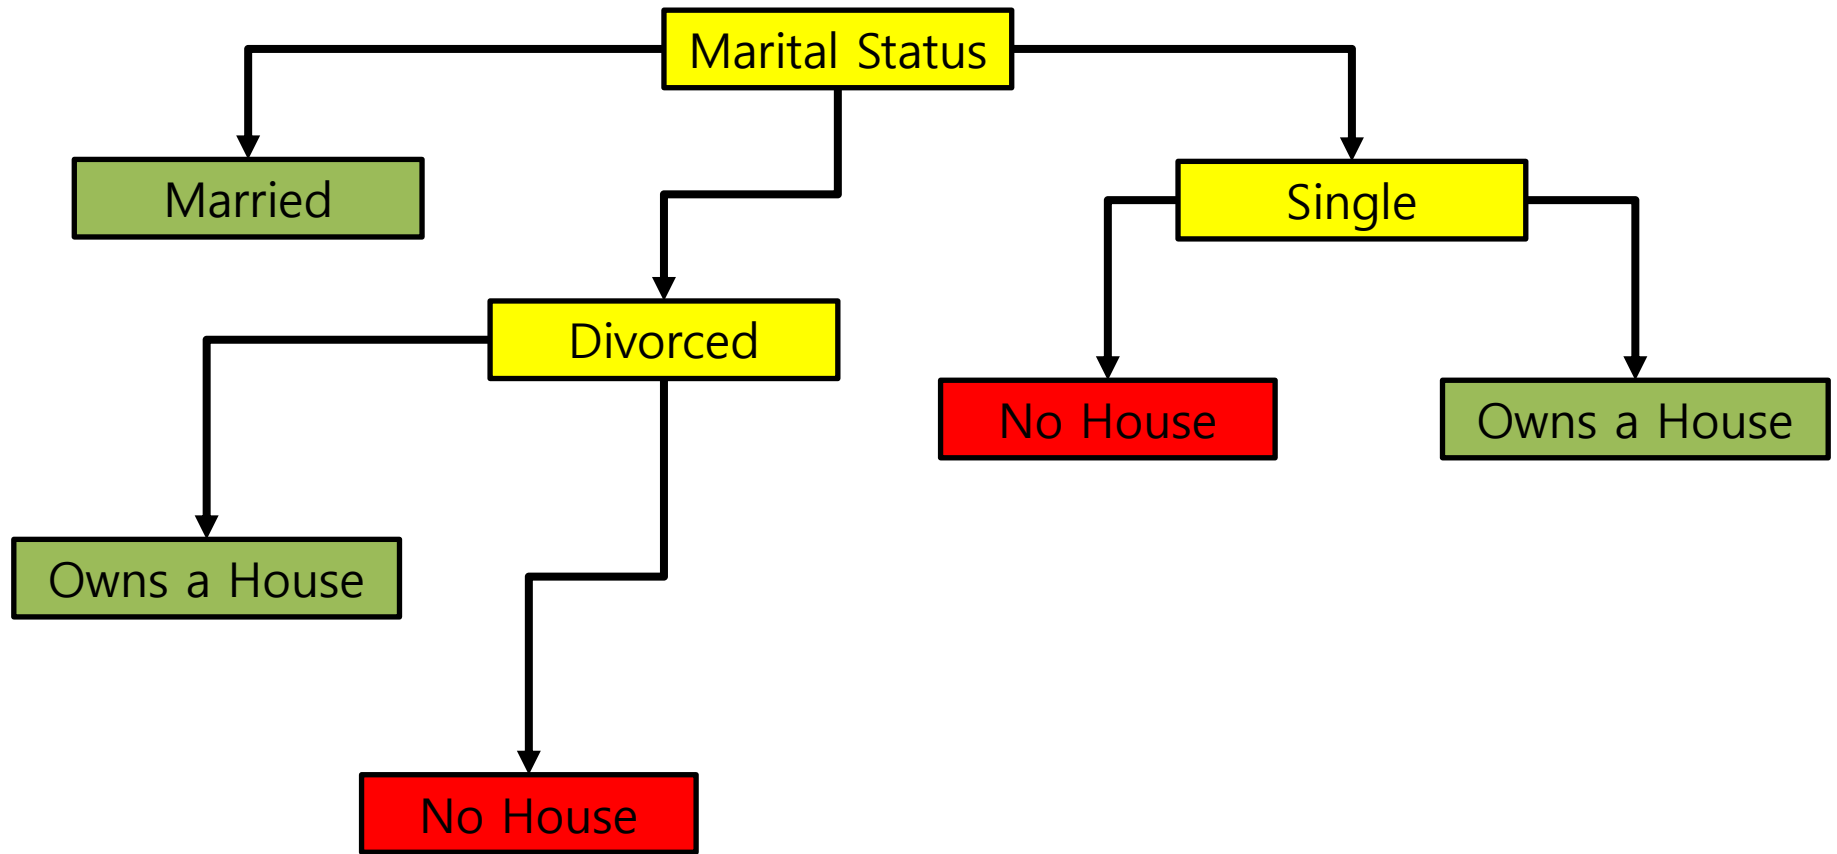 Marital Status
Married
Single
Divorced
No House
Owns a House
Owns a House
No House